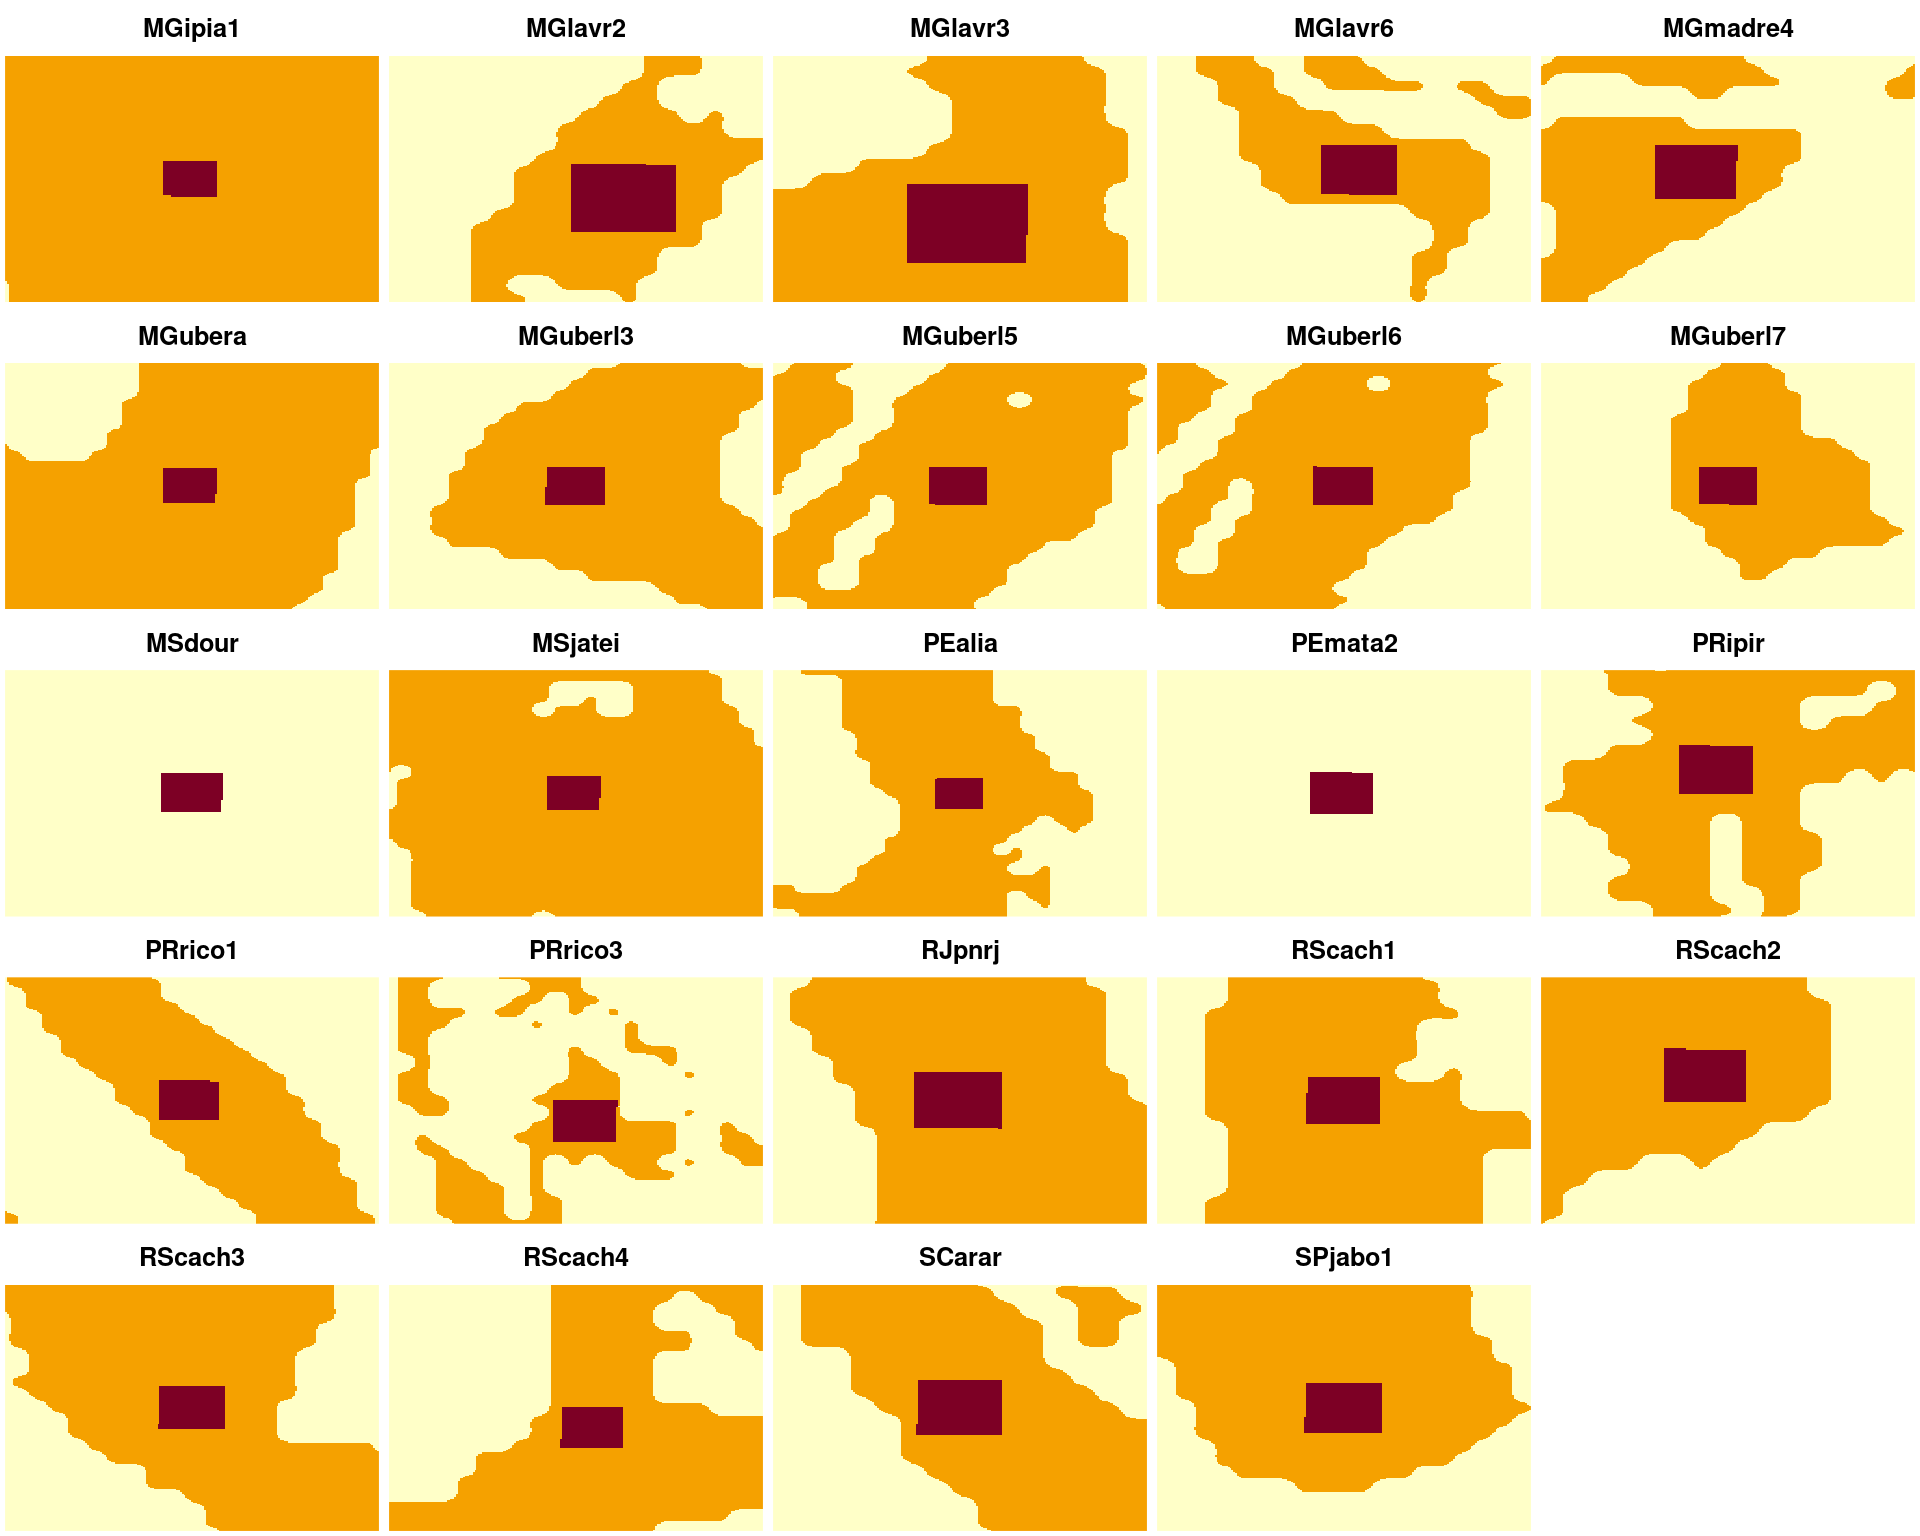 MGipia1 MGlavr2 MGlavr3 MGlavr6 MGmadre4
MGubera MGuberl3 MGuberl5 MGuberl6 MGuberl7
MSdour MSjatei PEalia PEmata2 PRipir
PRrico1 PRrico3 RJpnrj RScach1 RScach2
RScach3 RScach4 SCarar SPjabo1